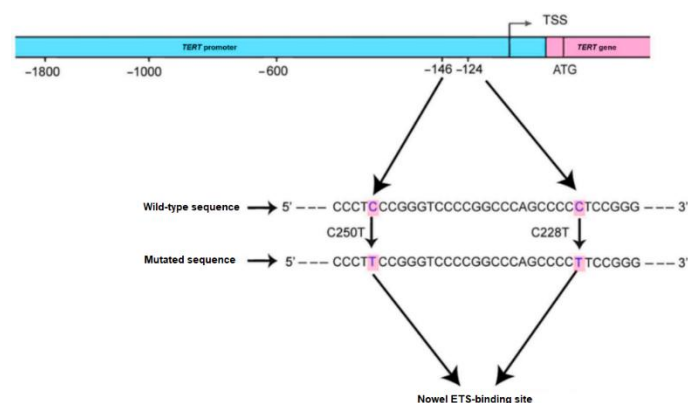 TSS
TERT promoter TERT gene
–1800 –1000 –600 –146 –124 ATG
Wild-type sequence 5' ––– CCCTCCCGGGTCCCCGGCCCAGCCCCCTCCGGG ––– 3'
C250T C228T
Mutated sequence 5' ––– CCCTTCCGGGTCCCCGGCCCAGCCCCTTCCGGG ––– 3'
Nowel ETS-binding site